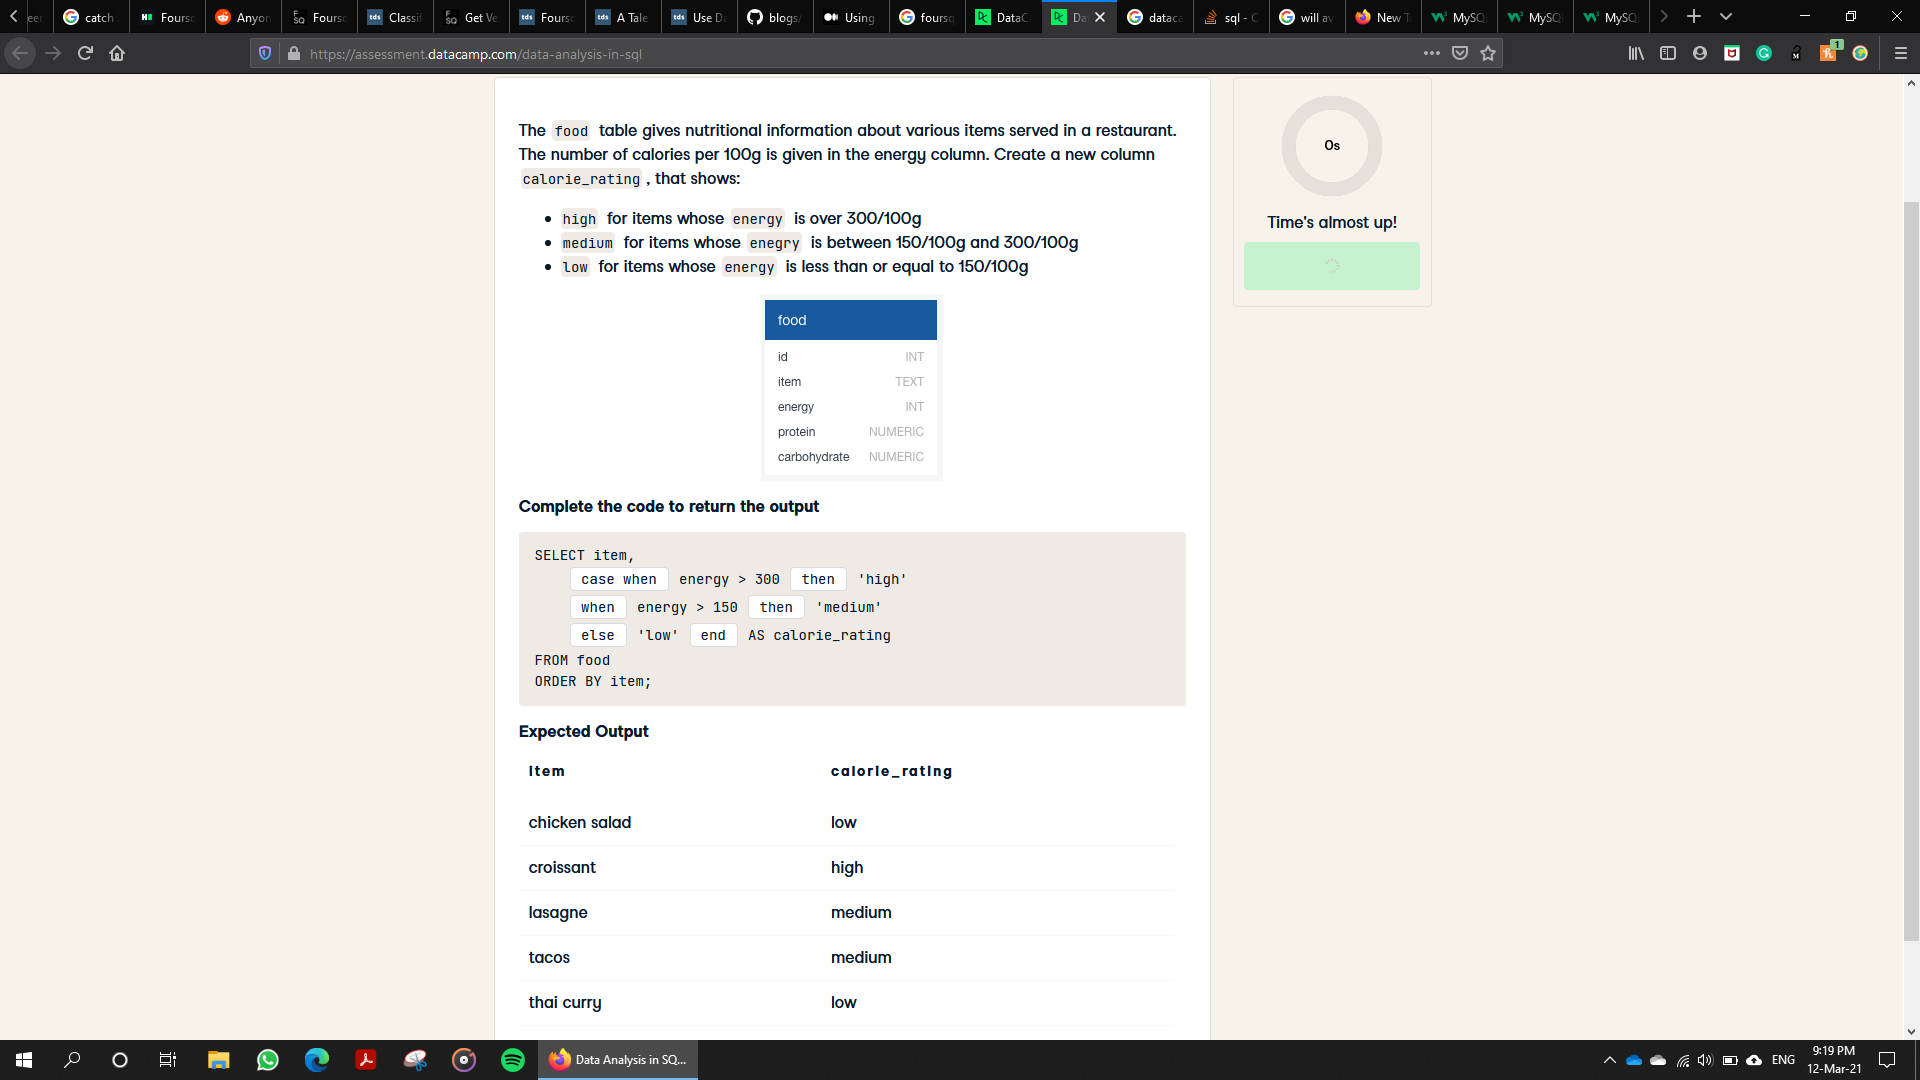 eer
catch
Foursc
Anyon
Foursc
Classif
Get Ve
Foursc
A Tale
Use Da
blogs/
Using
foursq
DataC
Dat
dataca
sql - C
will av
New T
MySQ
MySQ
MySQ
https://assessment.datacamp.com/data-analysis-in-sql
1
The food table gives nutritional information about various items served in a restaurant.
The number of calories per 100g is given in the energy column. Create a new column
calorie_rating , that shows:
high for items whose energy is over 300/100g
medium for items whose enegry is between 150/100g and 300/100g
low for items whose energy is less than or equal to 150/100g
food
id INT
item TEXT
energy INT
protein NUMERIC
carbohydrate NUMERIC
Complete the code to return the output
SELECT item,
case when energy > 300 then 'high'
when energy > 150 then 'medium'
else 'low' end AS calorie_rating
FROM food
ORDER BY item;
Expected Output
item calorie_rating
chicken salad low
croissant high
lasagne medium
tacos medium
thai curry low
0s
Time's almost up!
Data Analysis in SQ...
ENG
9:19 PM
12-Mar-21